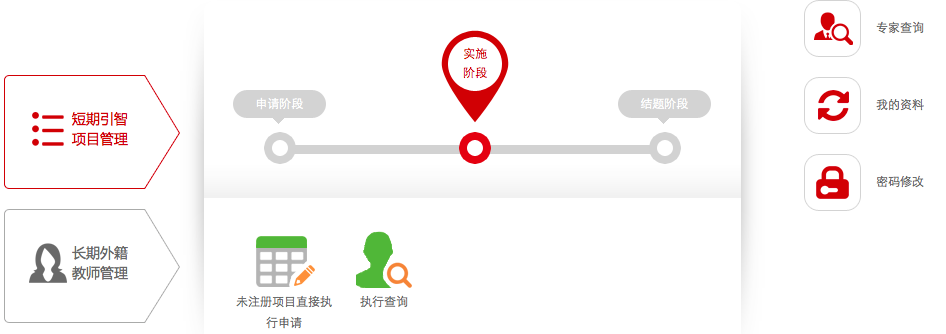 短期引智
项目管理
长期外籍
教师管理
实施
阶段
申请阶段
结题阶段
未注册项目直接执
行申请
执行查询
专家查询
我的资料
密码修改